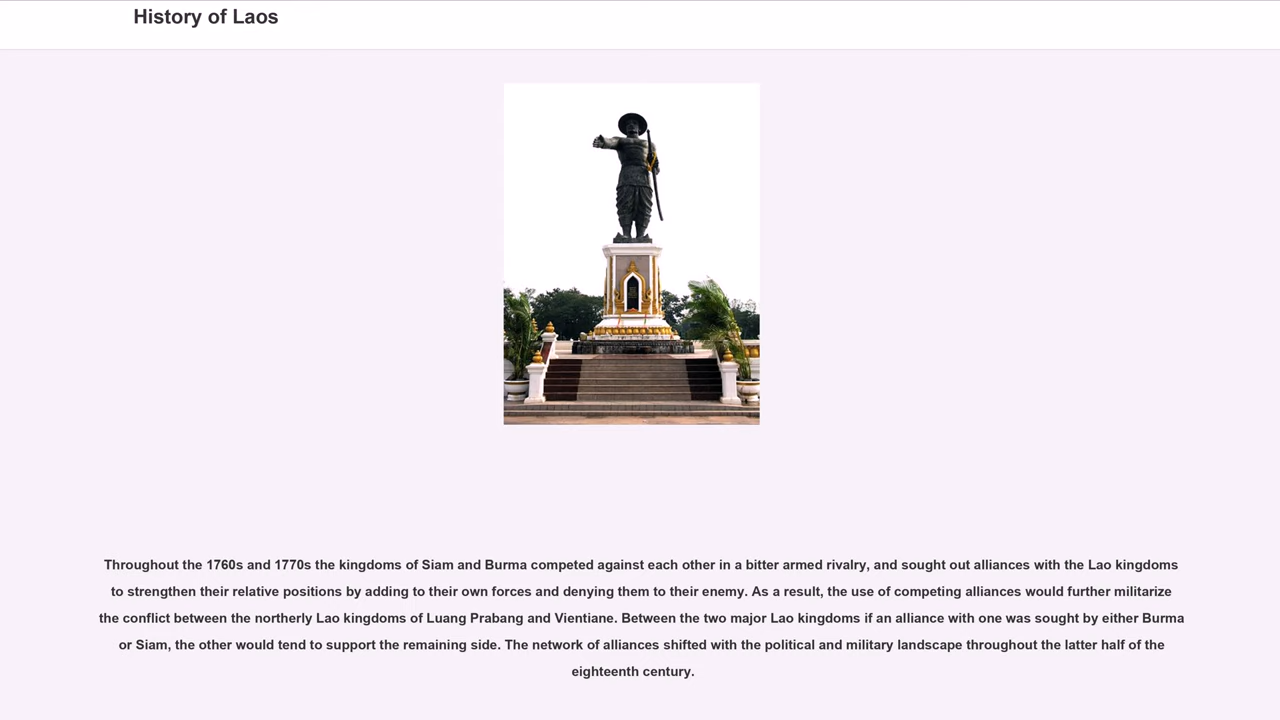 History of Laos
Throughout the 1760s and 1770s the kingdoms of Siam and Burma competed against each other in a bitter armed rivalry, and sought out alliances with the Lao kingdoms
to strengthen their relative positions by adding to their own forces and denying them to their enemy. As a result, the use of competing alliances would further militarize
the conflict between the northerly Lao kingdoms of Luang Prabang and Vientiane. Between the two major Lao kingdoms if an alliance with one was sought by either Burma
or Siam, the other would tend to support the remaining side. The network of alliances shifted with the political and military landscape throughout the latter half of the
eighteenth century.